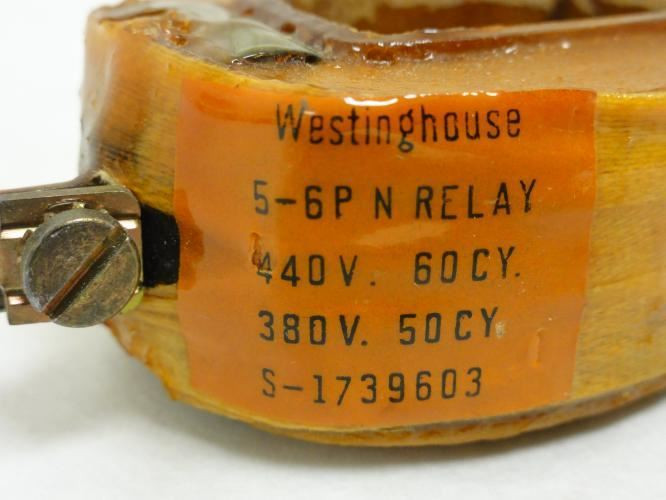 Westinghouse
5-6P N RELAY
440V. 60CY.
380V. 50CY
S-1739603